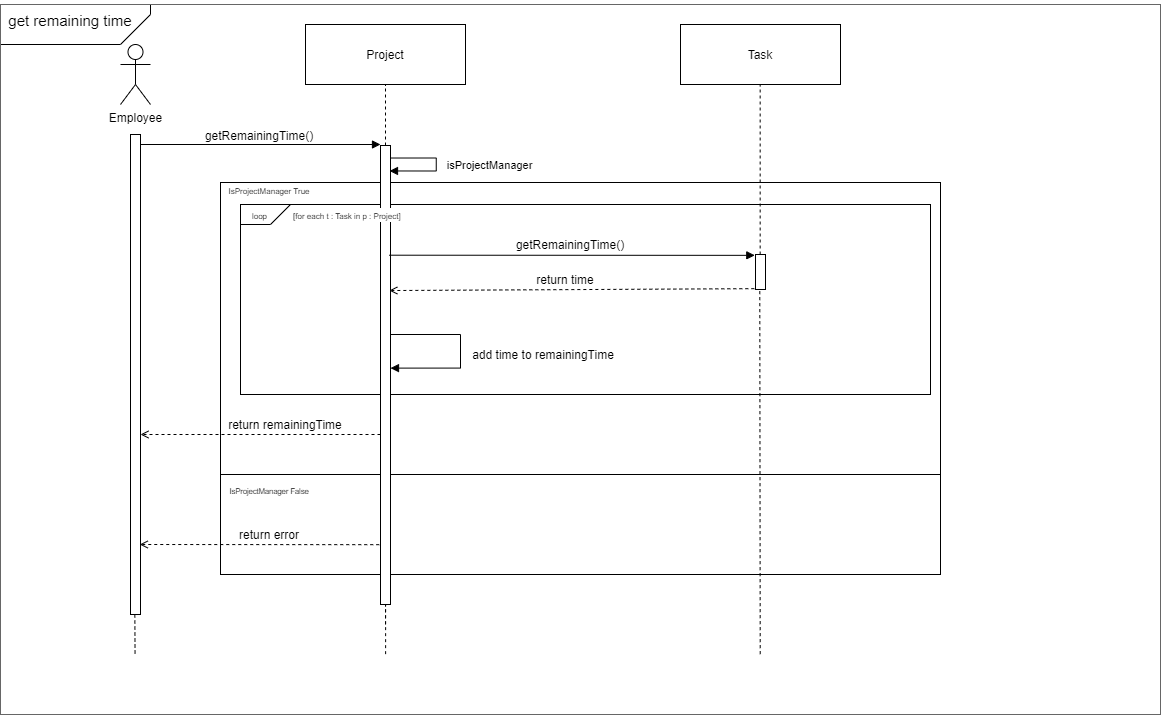 get remaining time
Project
Task
Employee
getRemainingTime()
isProjectManager
IsProjectManager True
loop
[for each t : Task in p : Project]
getRemainingTime()
return time
add time to remainingTime
return remainingTime
IsProjectManager False
return error